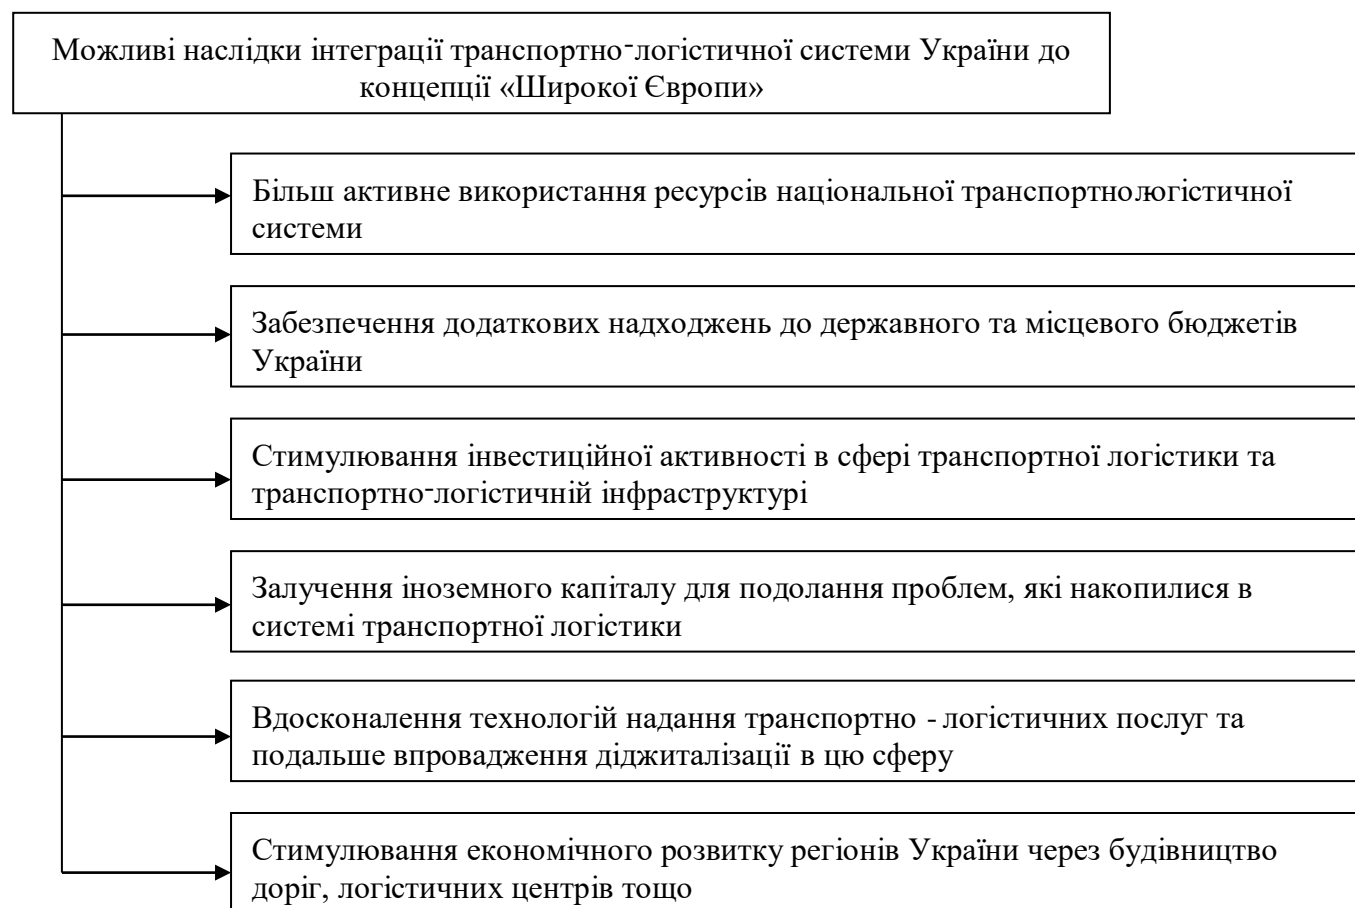 Можливі наслідки інтеграції транспортно-логістичної системи України до
концепції «Широкої Європи»
Більш активне використання ресурсів національної транспортнологістичної
системи
Забезпечення додаткових надходжень до державного та місцевого бюджетів
України
Стимулювання інвестиційної активності в сфері транспортної логістики та
транспортно-логістичній інфраструктурі
Залучення іноземного капіталу для подолання проблем, які накопилися в
системі транспортної логістики
Вдосконалення технологій надання транспортно - логістичних послуг та
подальше впровадження діджиталізації в цю сферу
Стимулювання економічного розвитку регіонів України через будівництво
доріг, логістичних центрів тощо